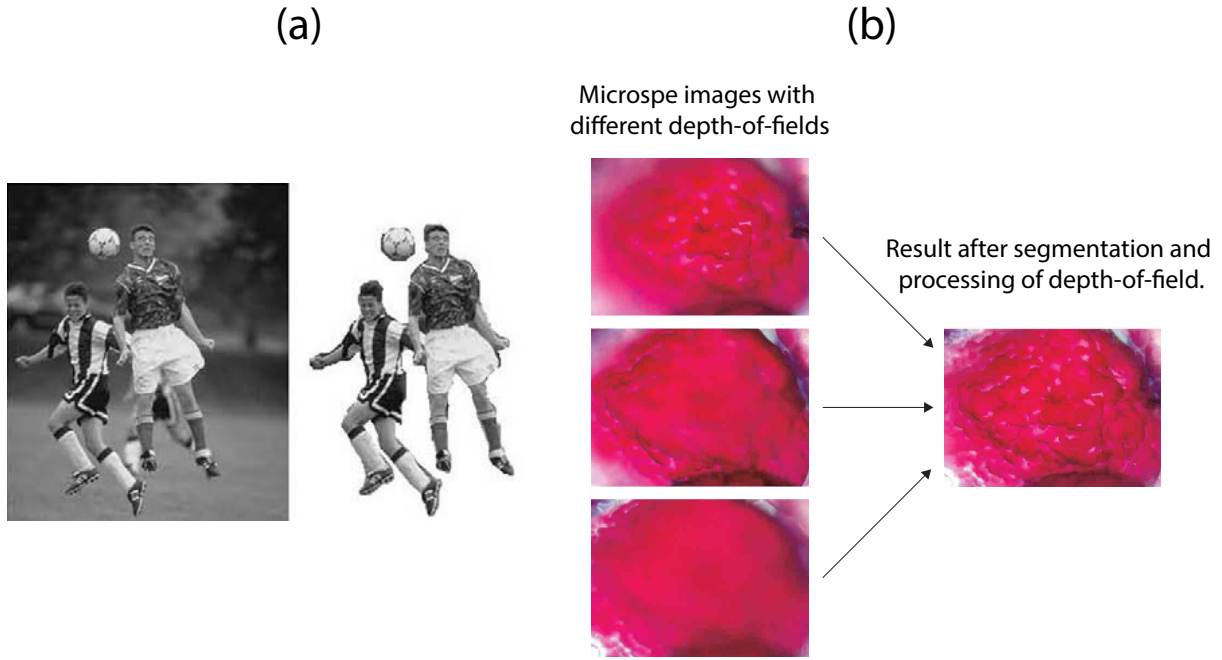 (a)
(b)
Microspe images with
different depth-of-fields
Result after segmentation and
processing of depth-of-field.